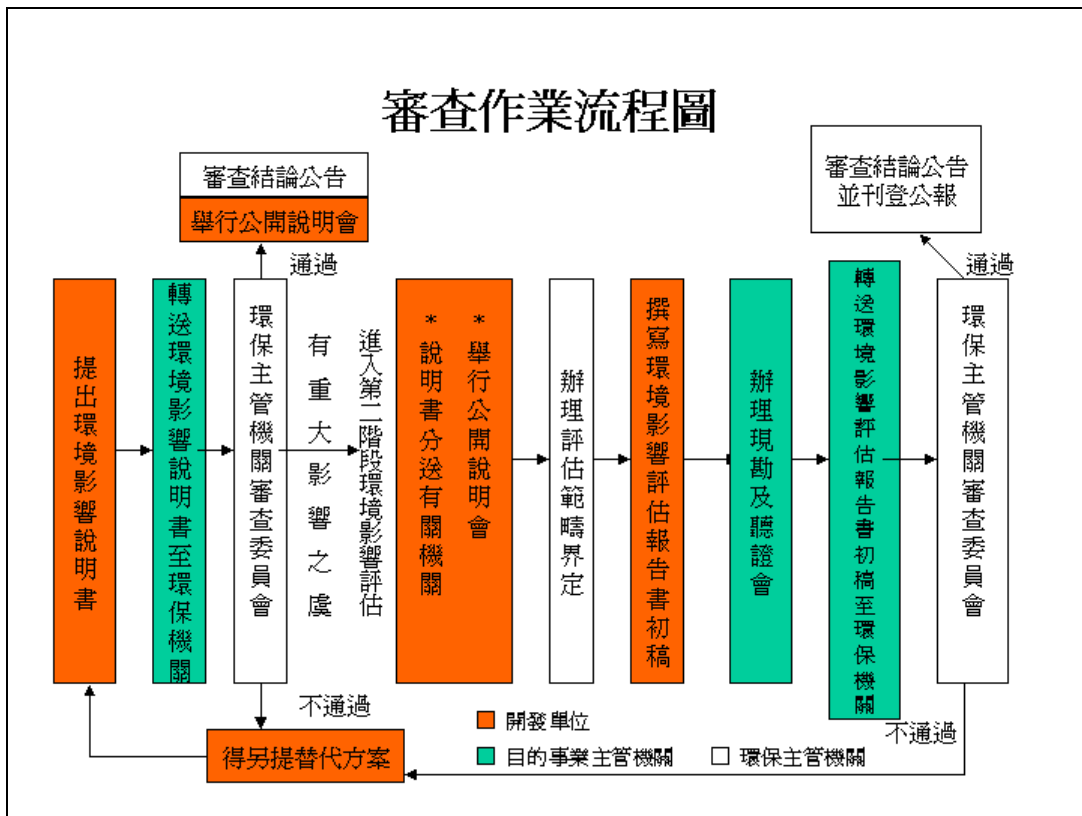 審查作業流程圖
審查結論公告
舉行公開說明會
通過
審查結論公告
並刊登公報
通過
提出環境影響說明書
轉送環境影響說明書至環保機關
環保主管機關審查委員會
有重大影響之虞
進入第二階段環境影響評估
*舉行公開說明會
*說明書分送有關機關
辦理評估範疇界定
撰寫環境影響評估報告書初稿
辦理現勘及聽證會
轉送環境影響評估報告書初稿至環保機關
環保主管機關審查委員會
不通過
得另提替代方案
不通過
開發單位
目的事業主管機關
環保主管機關